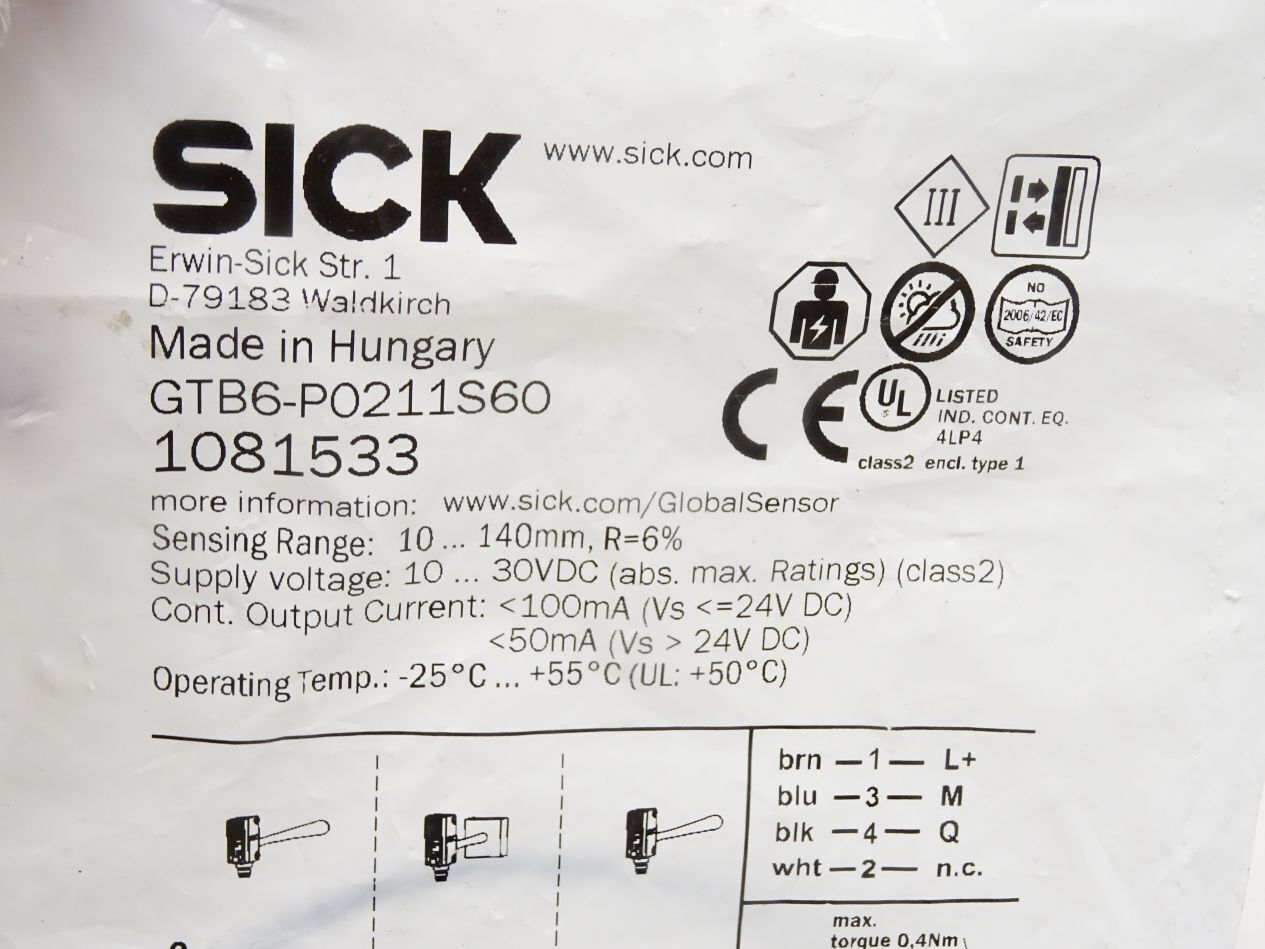 SICK www.sick.com
Erwin-Sick Str. 1
D-79183 Waldkirch
Made in Hungary
GTB6-P0211S60
1081533
III
NO
2006/42/EC
SAFETY
CE
UL
LISTED
IND. CONT. EQ.
4LP4
class2 encl. type 1
more information: www.sick.com/GlobalSensor
Sensing Range: 10 ... 140mm, R=6%
Supply voltage: 10 ... 30VDC (abs. max. Ratings) (class2)
Cont. Output Current: <100mA (Vs <=24V DC)
<50mA (Vs > 24V DC)
Operating Temp.: -25°C ... +55°C (UL: +50°C)
brn — 1 — L+
blu — 3 — M
blk — 4 — Q
wht — 2 — n.c.
max.
torque 0,4Nm